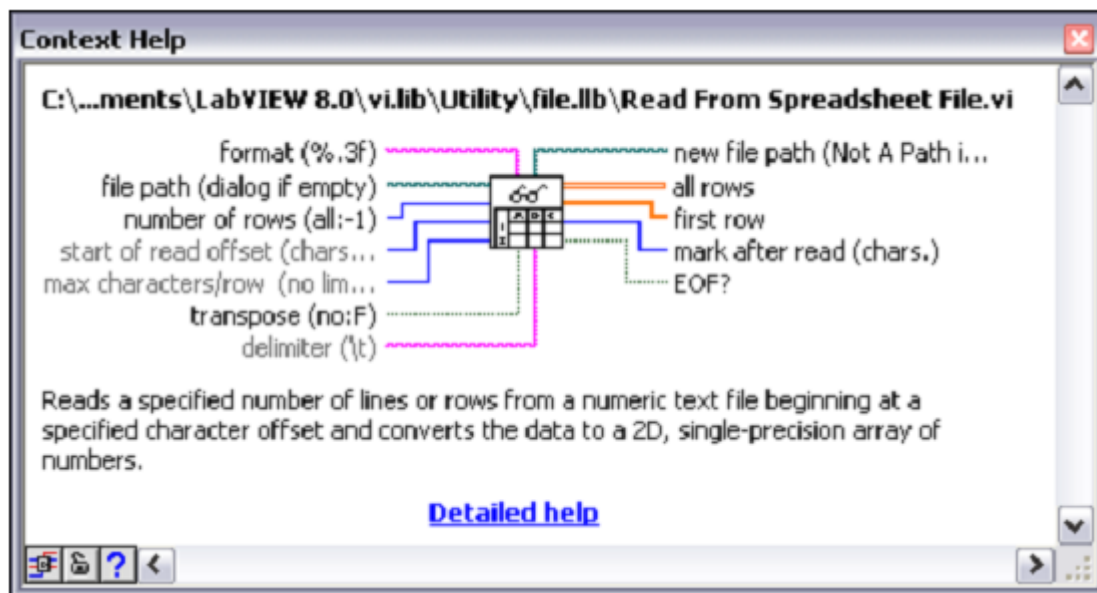 Context Help
C:\...ments\LabVIEW 8.0\vi.lib\Utility\file.llb\Read From Spreadsheet File.vi
format (%.3f)
new file path (Not A Path i...
file path (dialog if empty)
all rows
number of rows (all:-1)
first row
start of read offset (chars...
mark after read (chars.)
max characters/row (no lim...
EOF?
transpose (no:F)
delimiter (\t)
Reads a specified number of lines or rows from a numeric text file beginning at a
specified character offset and converts the data to a 2D, single-precision array of
numbers.
Detailed help
?